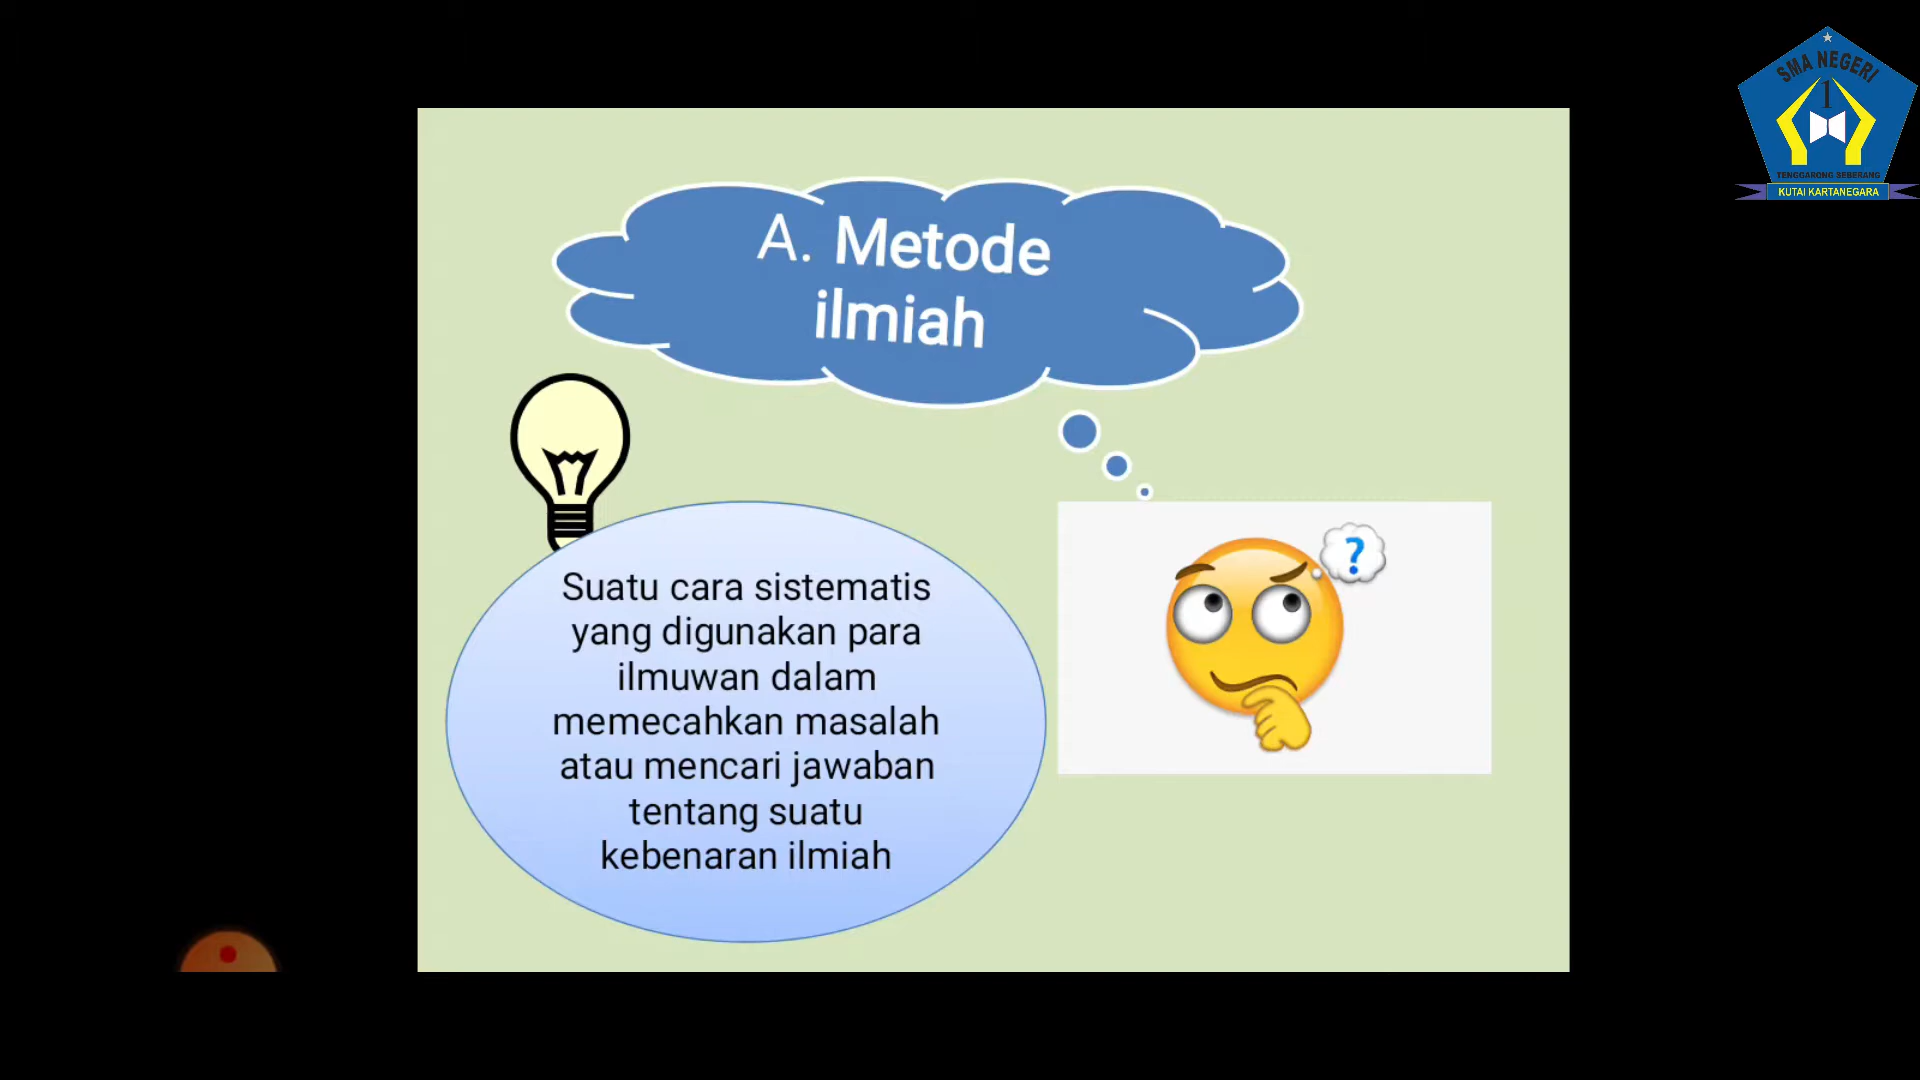 SMA NEGERI
1
TENGGARONG SEBERANG
KUTAI KARTANEGARA
A. Metode
ilmiah
?
Suatu cara sistematis
yang digunakan para
ilmuwan dalam
memecahkan masalah
atau mencari jawaban
tentang suatu
kebenaran ilmiah